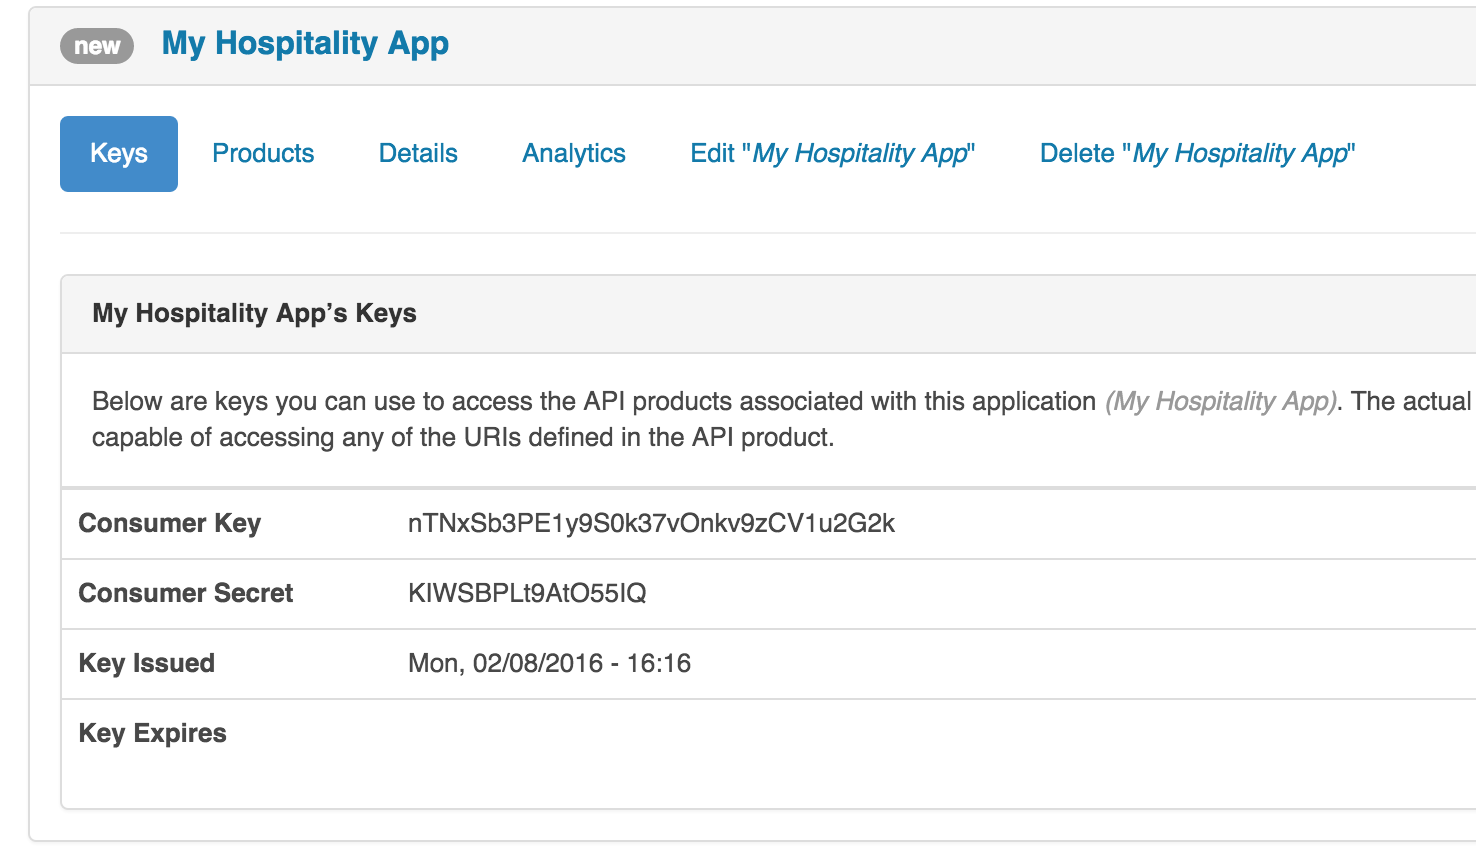 new My Hospitality App
Keys Products Details Analytics Edit "My Hospitality App" Delete "My Hospitality App"
My Hospitality App’s Keys
Below are keys you can use to access the API products associated with this application (My Hospitality App). The actual
capable of accessing any of the URIs defined in the API product.
Consumer Key nTNxSb3PE1y9S0k37vOnkv9zCV1u2G2k
Consumer Secret KIWSBPLt9AtO55IQ
Key Issued Mon, 02/08/2016 - 16:16
Key Expires